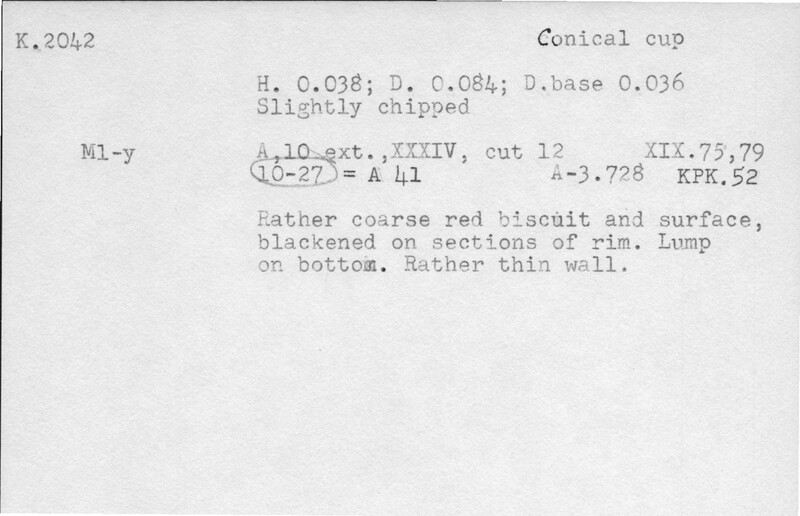 K.2042 Conical cup
H. 0.038; D. 0.084; D.base 0.036
Slightly chipped
Ml-y A,10 ext.,XXXIV, cut 12 XIX.75,79
10-27 = A 41 A-3.728 KPK.52
Rather coarse red biscuit and surface,
blackened on sections of rim. Lump
on bottom. Rather thin wall.